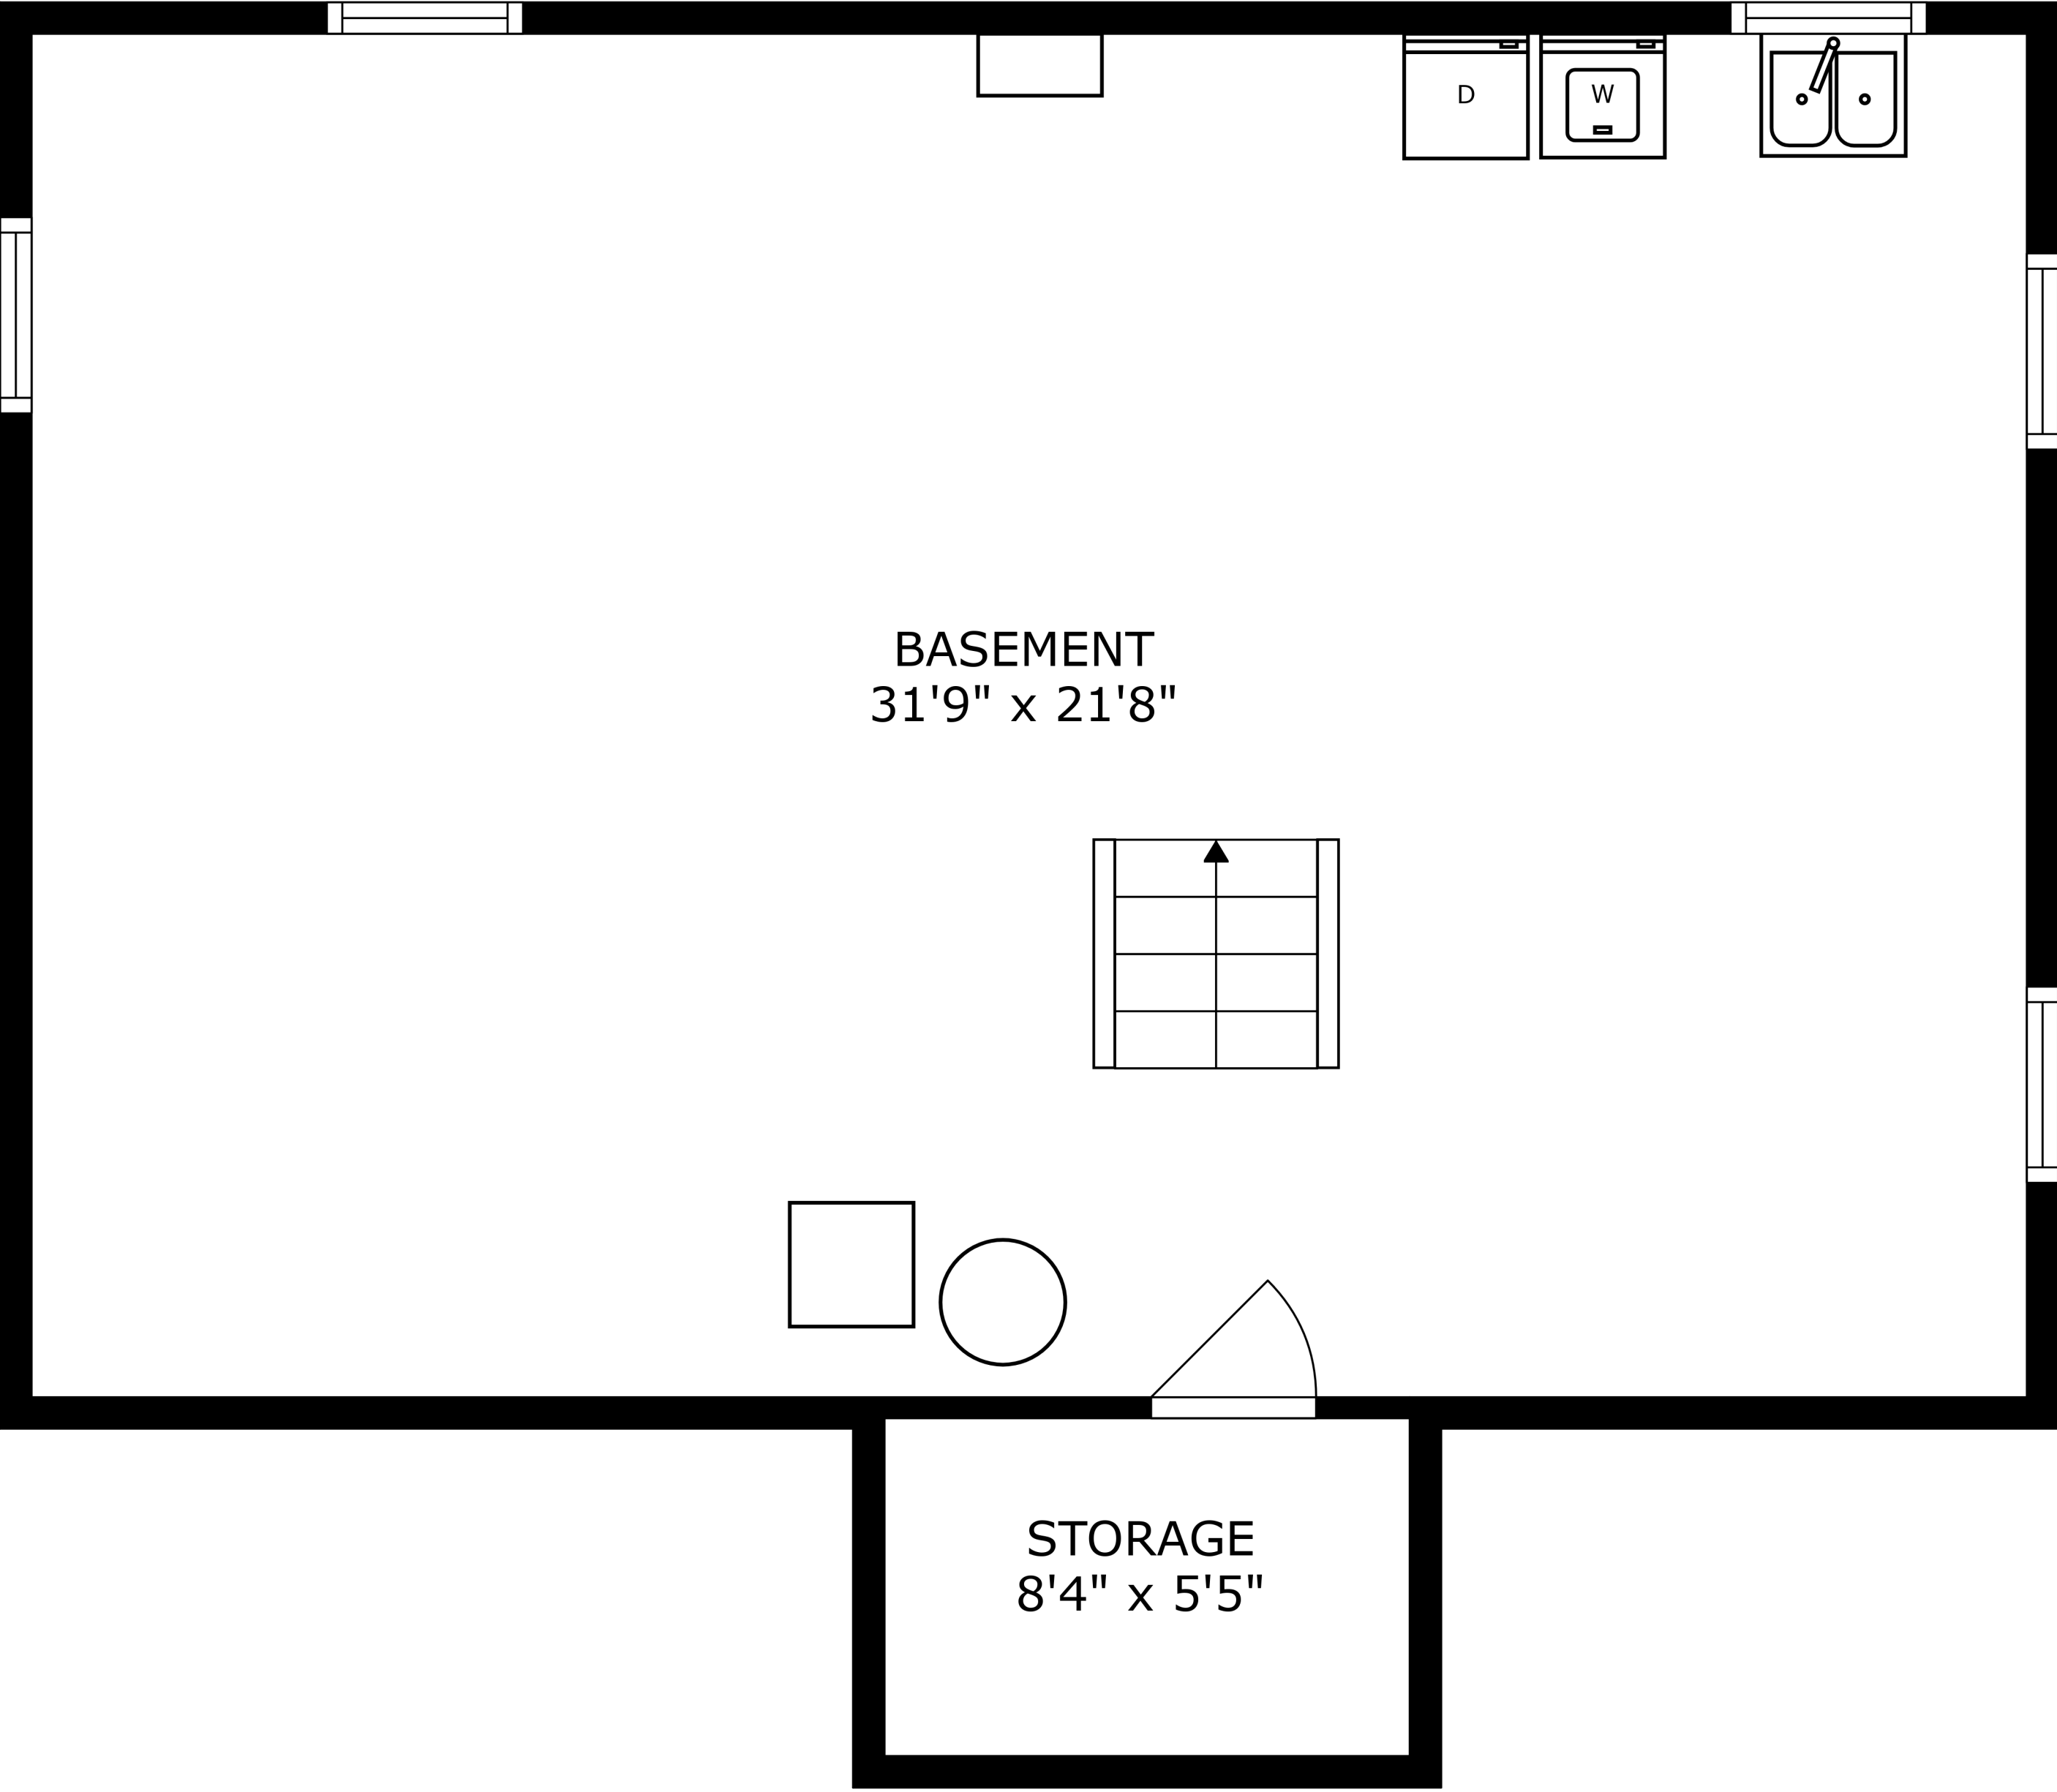 D
W
BASEMENT
31'9" x 21'8"
STORAGE
8'4" x 5'5"